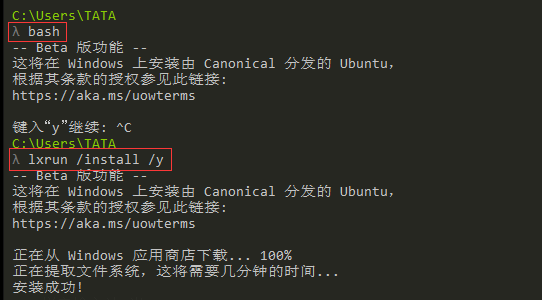 C:\Users\TATA
λ bash
-- Beta 版功能 --
这将在 Windows 上安装由 Canonical 分发的 Ubuntu，
根据其条款的授权参见此链接:
https://aka.ms/uowterms
键入“y”继续: ^C
C:\Users\TATA
λ lxrun /install /y
-- Beta 版功能 --
这将在 Windows 上安装由 Canonical 分发的 Ubuntu，
根据其条款的授权参见此链接:
https://aka.ms/uowterms
正在从 Windows 应用商店下载... 100%
正在提取文件系统，这将需要几分钟的时间...
安装成功!